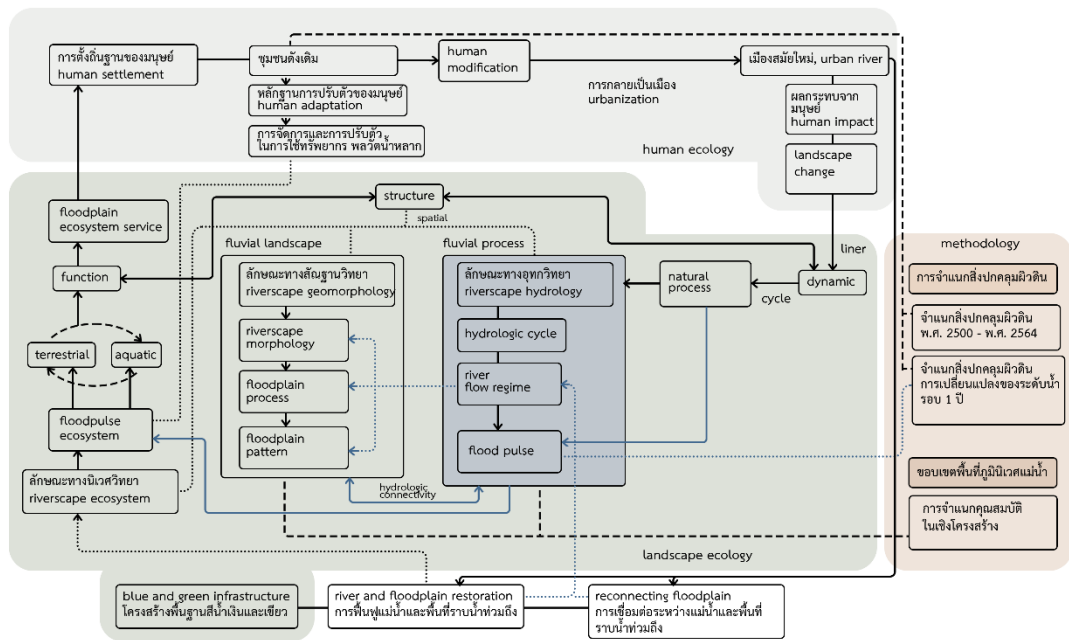 การตั้งถิ่นฐานของมนุษย์
human settlement
ชุมชนดั้งเดิม
human
modification
เมืองสมัยใหม่, urban river
หลักฐานการปรับตัวของมนุษย์
human adaptation
การกลายเป็นเมือง
urbanization
ผลกระทบจาก
มนุษย์
human impact
การจัดการและการปรับตัว
ในการใช้ทรัพยากร พลวัตน้ำหลาก
human ecology
landscape
change
structure
spatial
floodplain
ecosystem service
fluvial landscape
fluvial process
liner
methodology
function
ลักษณะทางสัณฐานวิทยา
riverscape geomorphology
ลักษณะทางอุทกวิทยา
riverscape hydrology
natural
process
cycle
dynamic
การจำแนกสิ่งปกคลุมผิวดิน
riverscape
morphology
hydrologic cycle
จำแนกสิ่งปกคลุมผิวดิน
พ.ศ. 2500 - พ.ศ. 2564
terrestrial
aquatic
floodplain
process
river
flow regime
จำแนกสิ่งปกคลุมผิวดิน
การเปลี่ยนแปลงของระดับน้ำ
รอบ 1 ปี
floodpulse
ecosystem
floodplain
pattern
flood pulse
ลักษณะทางนิเวศวิทยา
riverscape ecosystem
hydrologic
connectivity
ขอบเขตพื้นที่ภูมินิเวศแม่น้ำ
การจำแนกคุณสมบัติ
ในเชิงโครงสร้าง
landscape ecology
blue and green infrastructure
โครงสร้างพื้นฐานสีน้ำเงินและเขียว
river and floodplain restoration
การฟื้นฟูแม่น้ำและพื้นที่ราบน้ำท่วมถึง
reconnecting floodplain
การเชื่อมต่อระหว่างแม่น้ำและพื้นที่
ราบน้ำท่วมถึง